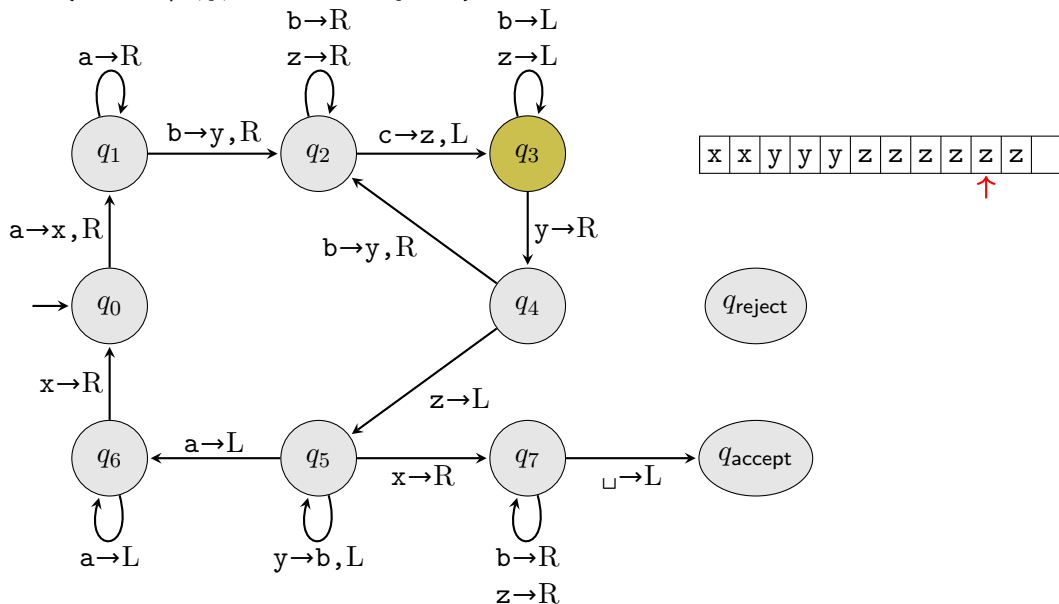 b→R
b→L
a→R
z→R
z→L
q1
b→y,R
q2
c→z,L
q3
x x y y y z z z z z z
a→x,R
b→y,R
y→R
q0
q4
qreject
x→R
z→L
q6
a→L
q5
x→R
q7
␣→L
qaccept
a→L
y→b,L
b→R
z→R